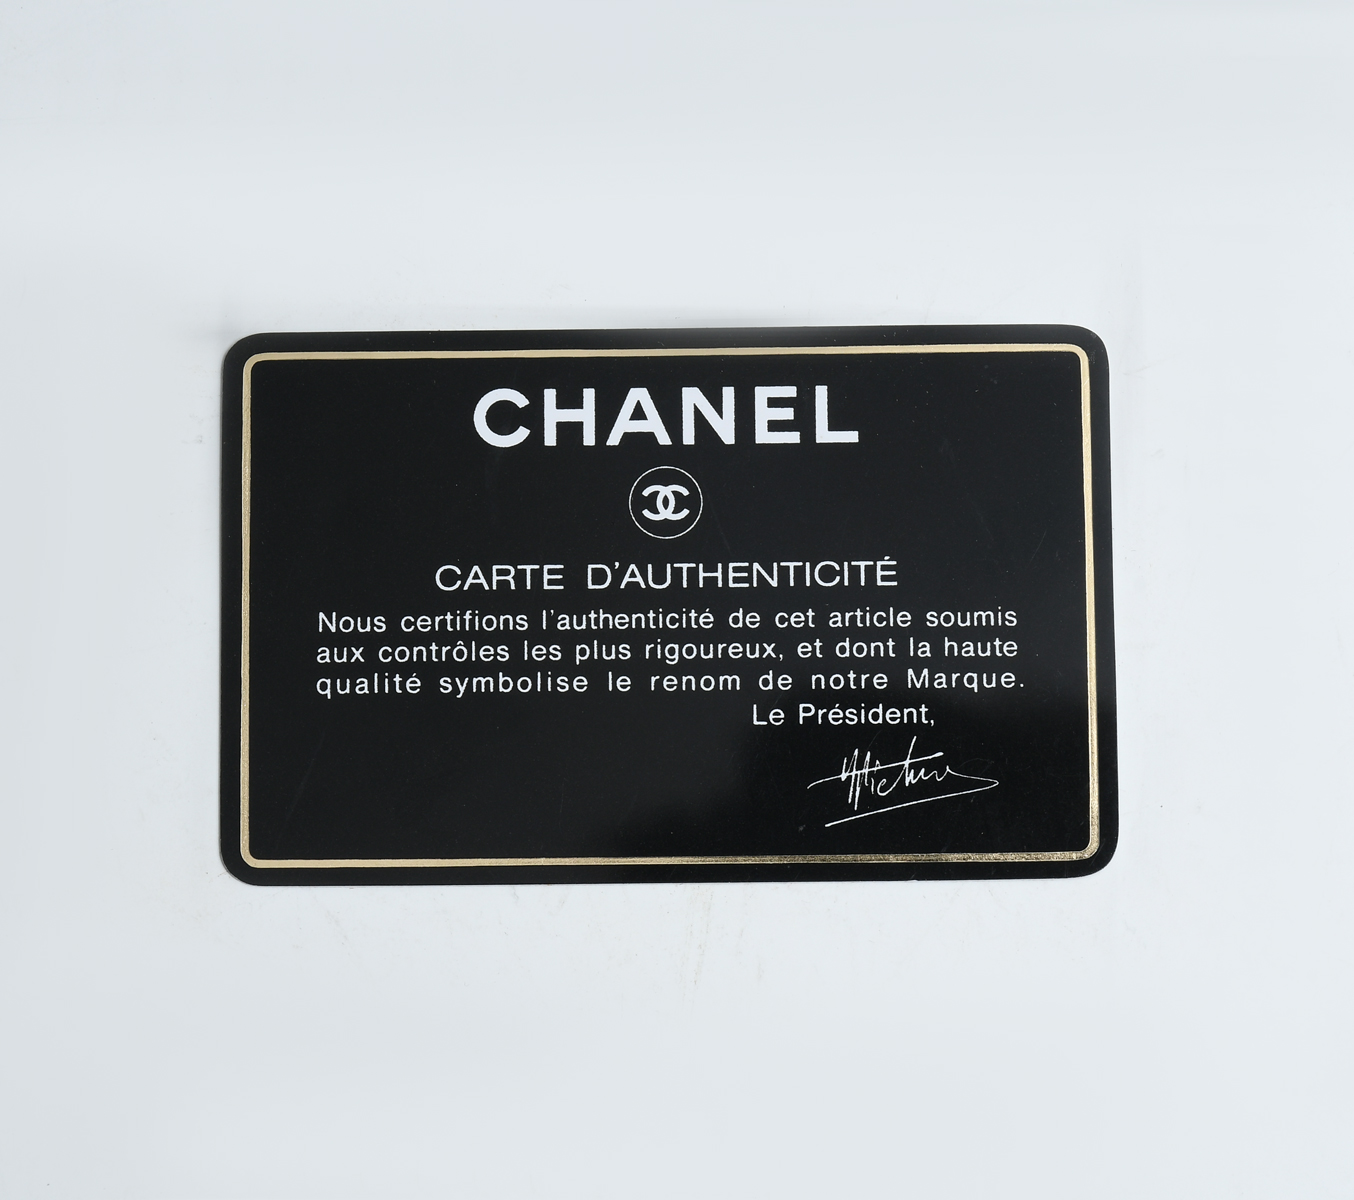 CHANEL
CARTE D'AUTHENTICITÉ
Nous certifions l'authenticité de cet article soumis
aux contrôles les plus rigoureux, et dont la haute
qualité symbolise le renom de notre Marque.
Le Président,